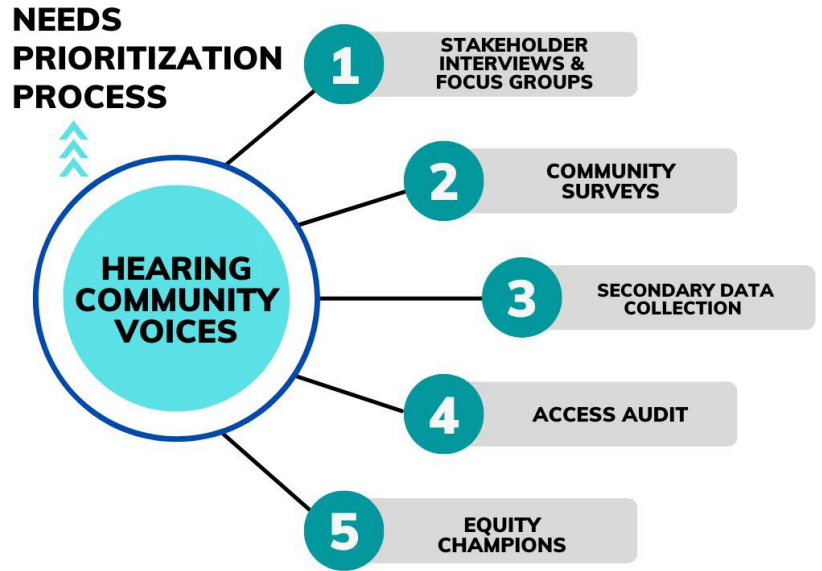 NEEDS
PRIORITIZATION
PROCESS
HEARING
COMMUNITY
VOICES
1
STAKEHOLDER
INTERVIEWS &
FOCUS GROUPS
2
COMMUNITY
SURVEYS
3
SECONDARY DATA
COLLECTION
4
ACCESS AUDIT
5
EQUITY
CHAMPIONS